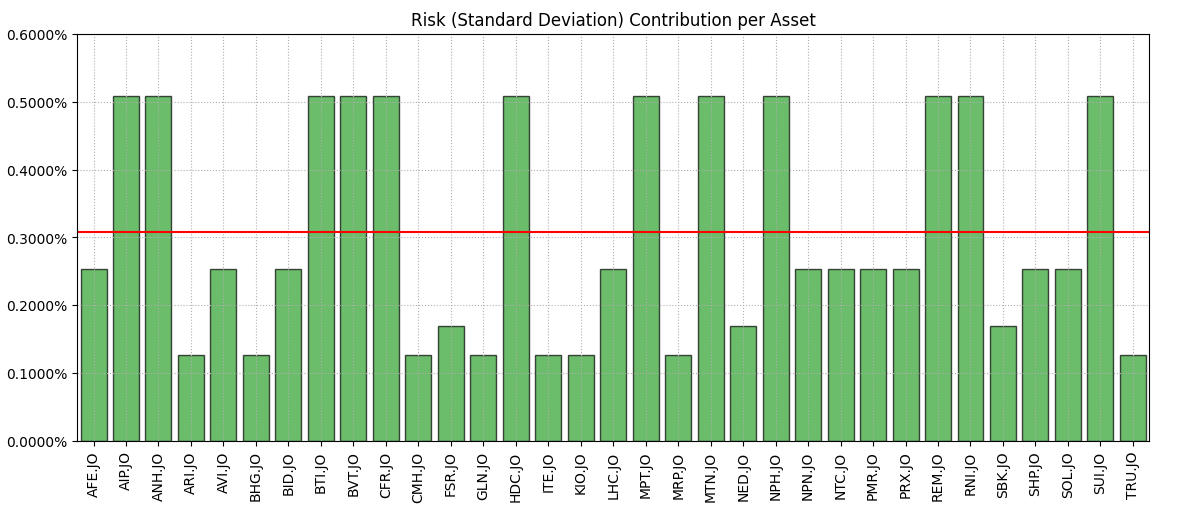 Risk (Standard Deviation) Contribution per Asset
0.6000%
0.5000%
0.4000%
0.3000%
0.2000%
0.1000%
0.0000%
AFE.JO
AIP.JO
ANH.JO
ARI.JO
AVI.JO
BHG.JO
BID.JO
BTI.JO
BVT.JO
CFR.JO
CMH.JO
FSR.JO
GLN.JO
HDC.JO
ITE.JO
KIO.JO
LHC.JO
MPT.JO
MRP.JO
MTN.JO
NED.JO
NPH.JO
NPN.JO
NTC.JO
PMR.JO
PRX.JO
REM.JO
RNI.JO
SBK.JO
SHP.JO
SOL.JO
SUI.JO
TRU.JO